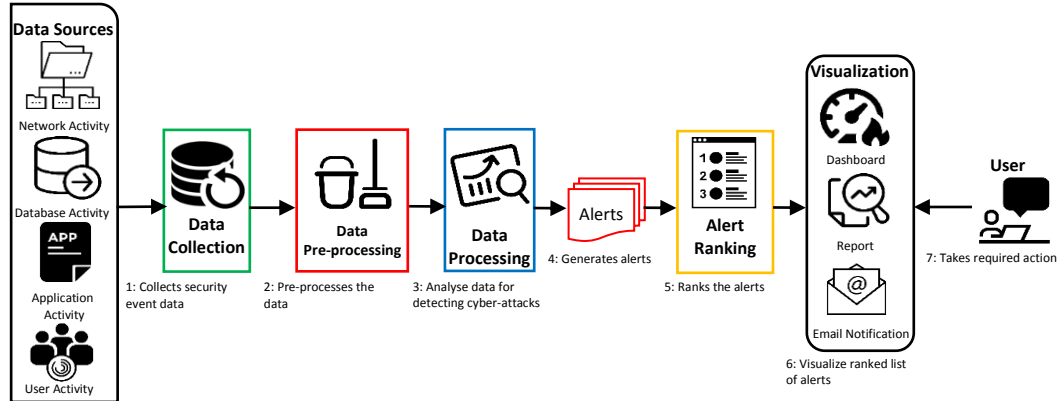 Data Sources
Network Activity
Database Activity
APP
Application
Activity
User Activity
Data
Collection
1: Collects security
event data
Data
Pre-processing
2: Pre-processes the
data
Data
Processing
3: Analyse data for
detecting cyber-attacks
Alerts
4: Generates alerts
1
2
3
Alert
Ranking
5: Ranks the alerts
Visualization
Dashboard
Report
@
Email Notification
6: Visualize ranked list
of alerts
User
7: Takes required action